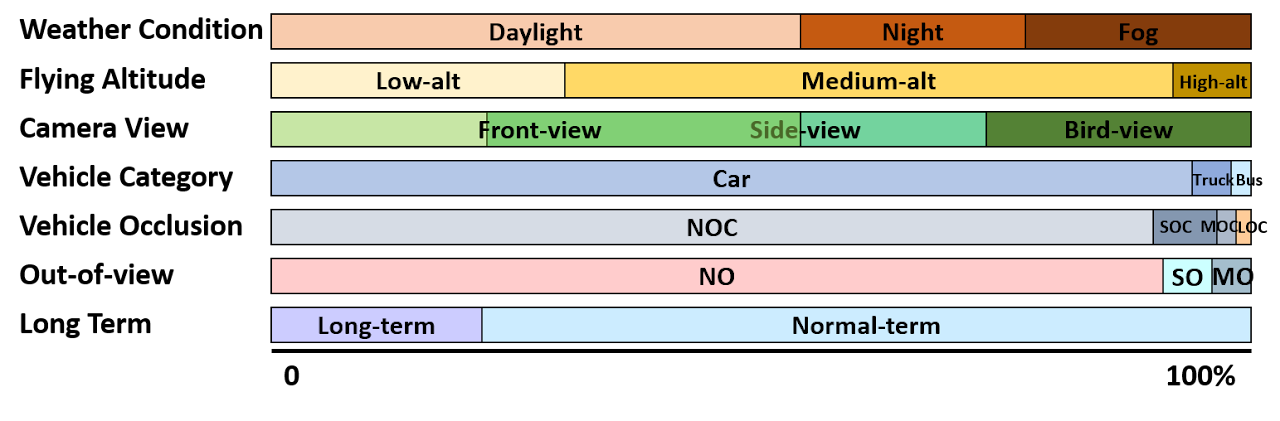 Weather Condition Daylight Night Fog
Flying Altitude Low-alt Medium-alt High-alt
Camera View Front-view Side-view Bird-view
Vehicle Category Car Truck Bus
Vehicle Occlusion NOC SOC MOC LOC
Out-of-view NO SO MO
Long Term Long-term Normal-term
0 100%